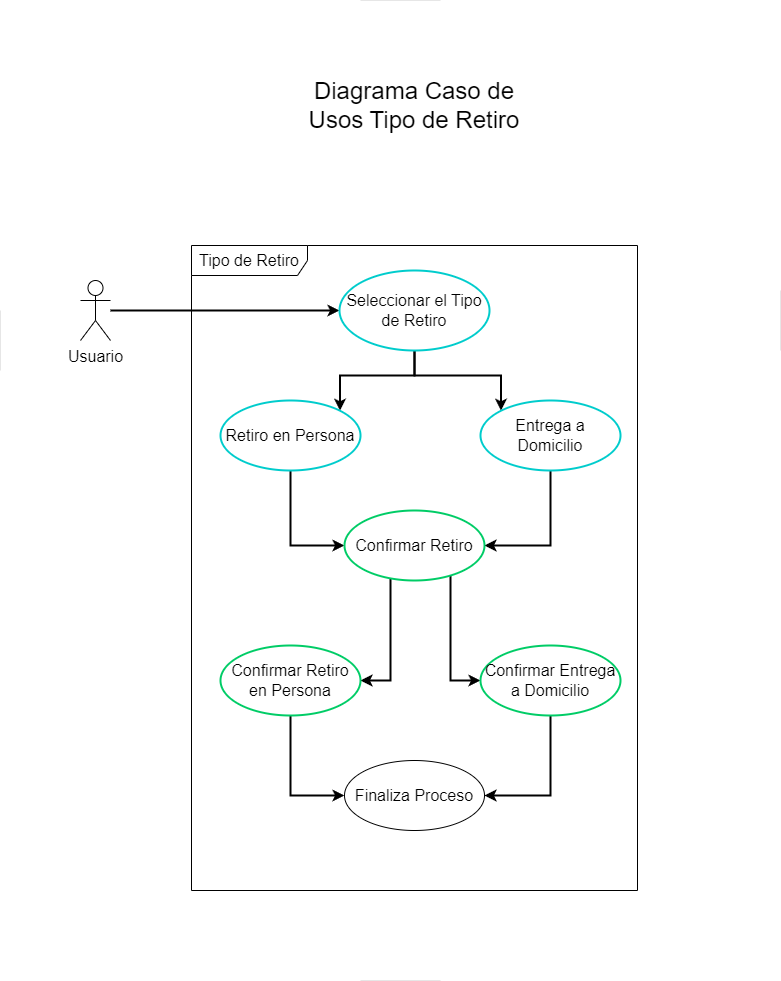 Diagrama Caso de
Usos Tipo de Retiro
Tipo de Retiro
Seleccionar el Tipo
de Retiro
Usuario
Retiro en Persona
Entrega a
Domicilio
Confirmar Retiro
Confirmar Retiro
en Persona
Confirmar Entrega
a Domicilio
Finaliza Proceso